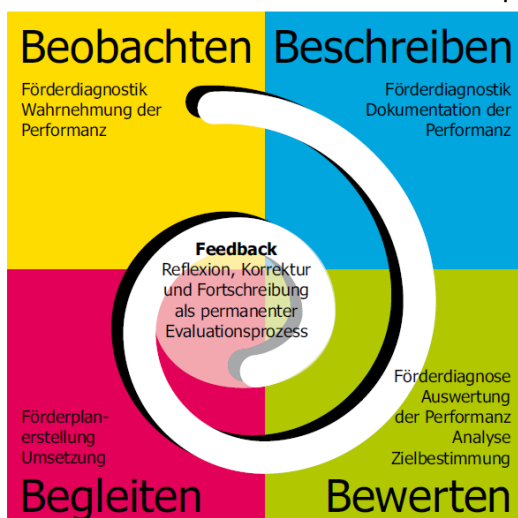 Beobachten
Förderdiagnostik
Wahrnehmung der
Performanz
Beschreiben
Förderdiagnostik
Dokumentation der
Performanz
Feedback
Reflexion, Korrektur
und Fortschreibung
als permanenter
Evaluationsprozess
Förderplan-
erstellung
Umsetzung
Begleiten
Förderdiagnose
Auswertung
der Performanz
Analyse
Zielbestimmung
Bewerten